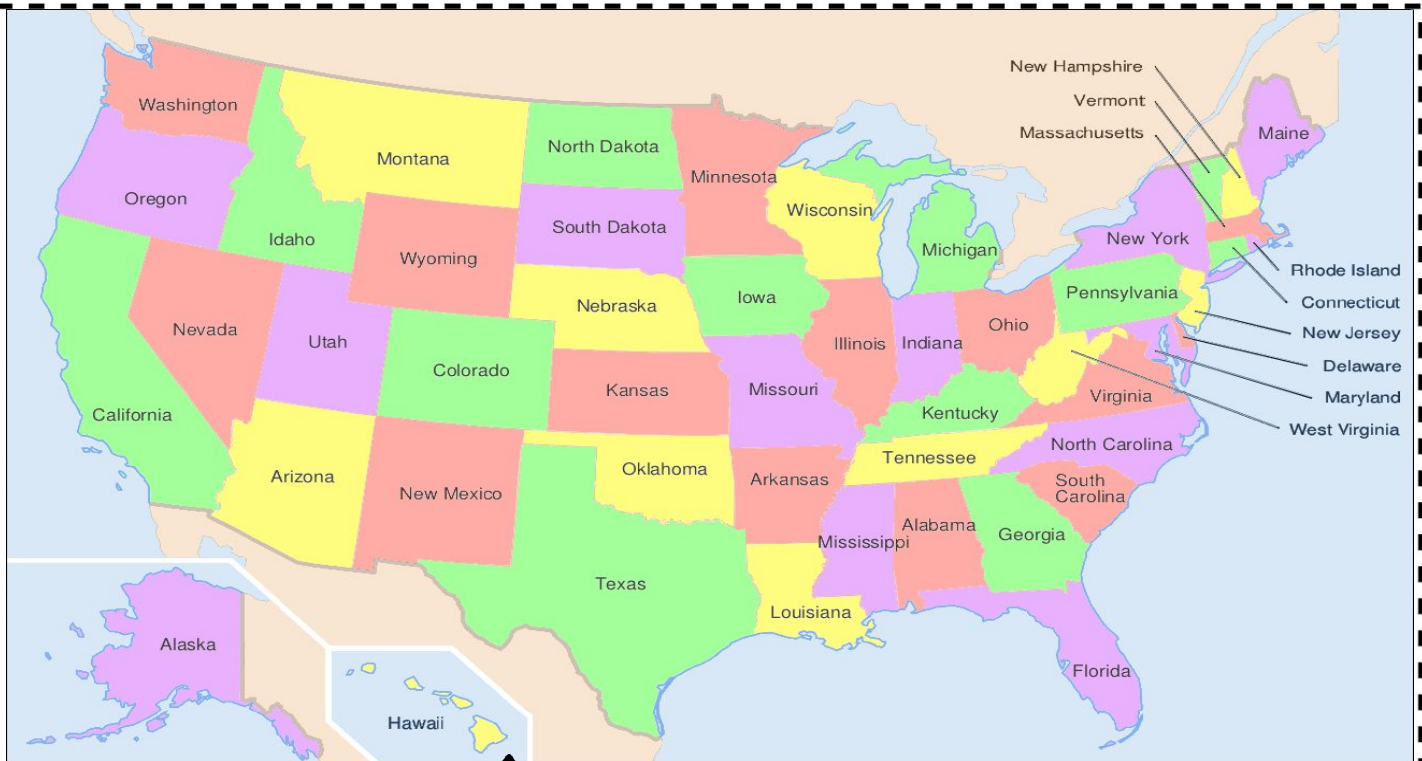 New Hampshire
Vermont
Massachusetts
Washington
Maine
Montana
North Dakota
Minnesota
Oregon
Wisconsin
South Dakota
Idaho
New York
Michigan
Wyoming
Rhode Island
Pennsylvania
Iowa
Nebraska
Connecticut
Nevada
Ohio
New Jersey
Utah
Illinois
Indiana
Colorado
Delaware
Kansas
Missouri
Virginia
Maryland
California
Kentucky
West Virginia
North Carolina
Tennessee
Oklahoma
Arizona
Arkansas
South
Carolina
New Mexico
Alabama
Georgia
Mississippi
Texas
Louisiana
Alaska
Florida
Hawaii